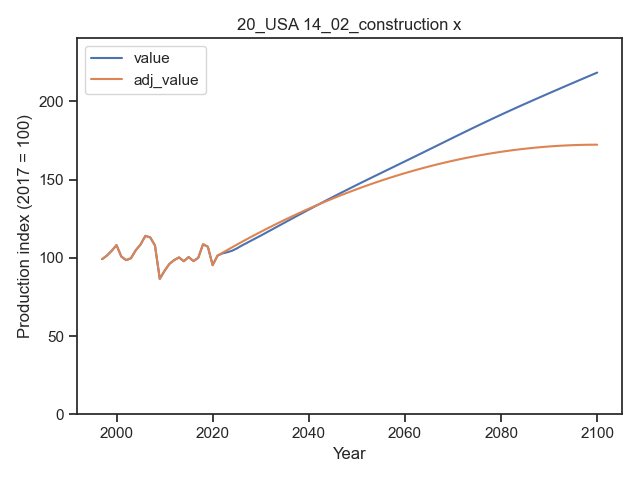 20_USA 14_02_construction x
value
adj_value
Production index (2017 = 100)
200
150
100
50
0
2000 2020 2040 2060 2080 2100
Year